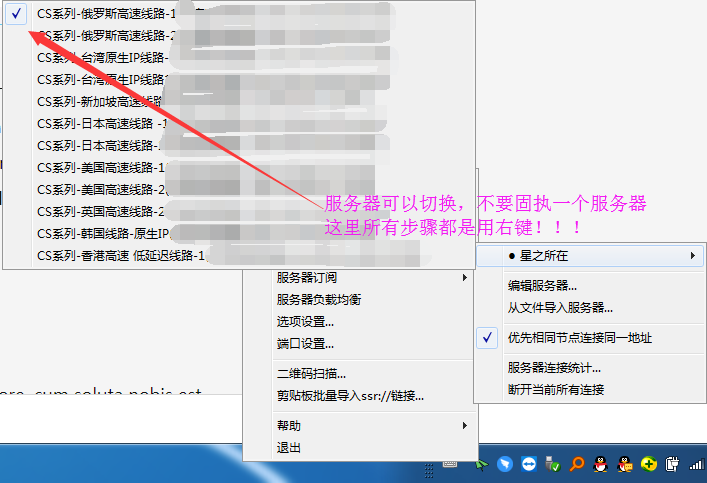 CS系列-俄罗斯高速线路-1
CS系列-俄罗斯高速线路-2
CS系列-台湾原生IP线路-
CS系列-台湾原生IP线路
CS系列-新加坡高速线路
CS系列-日本高速线路 -1
CS系列-日本高速线路-
CS系列-美国高速线路-1
CS系列-美国高速线路-2
CS系列-英国高速线路-2
CS系列-韩国线路-原生IP
CS系列-香港高速 低延迟线路-1
服务器可以切换，不要固执一个服务器
这里所有步骤都是用右键！！！
● 星之所在
编辑服务器...
从文件导入服务器...
优先相同节点连接同一地址
服务器连接统计...
断开当前所有连接
服务器订阅
服务器负载均衡
选项设置...
端口设置...
二维码扫描...
剪贴板批量导入ssr://链接...
帮助
退出
cum soluta nobis est